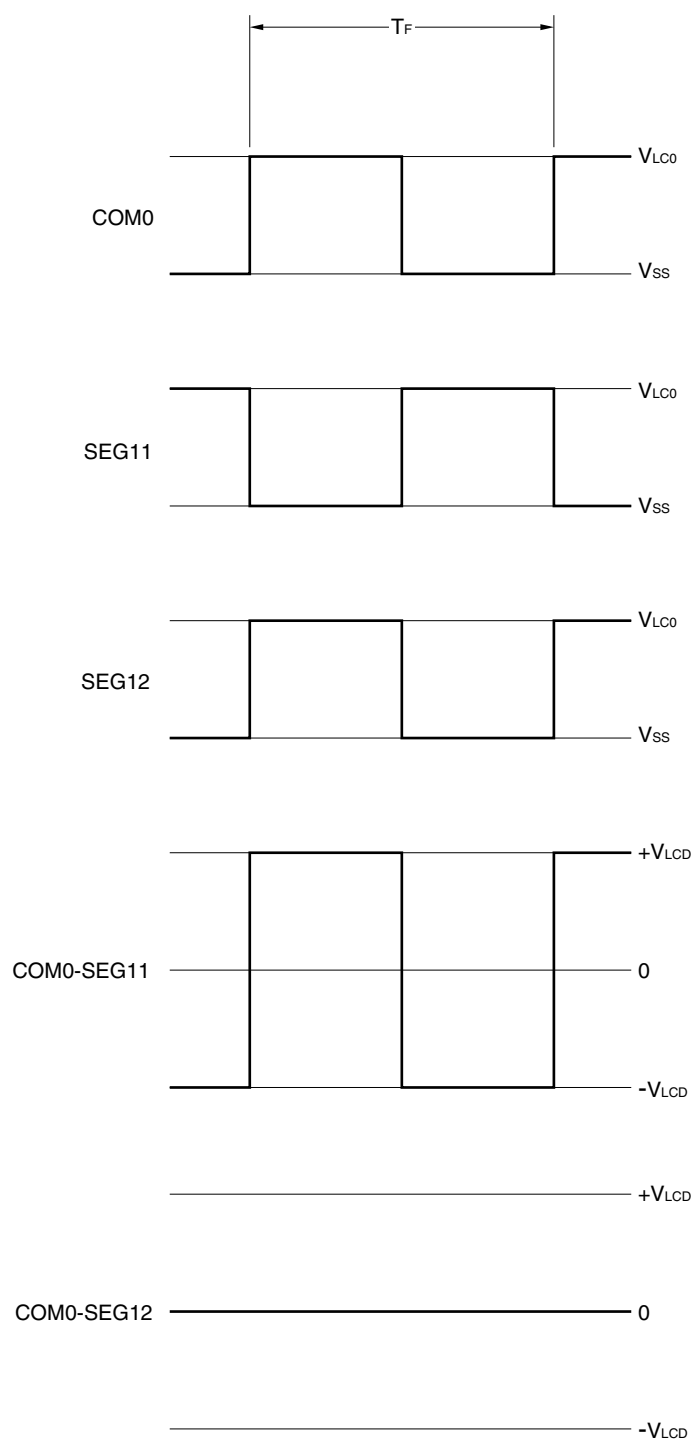 TF
VLC0
COM0
VSS
VLC0
SEG11
VSS
VLC0
SEG12
VSS
+VLCD
COM0-SEG11
0
-VLCD
+VLCD
COM0-SEG12
0
-VLCD